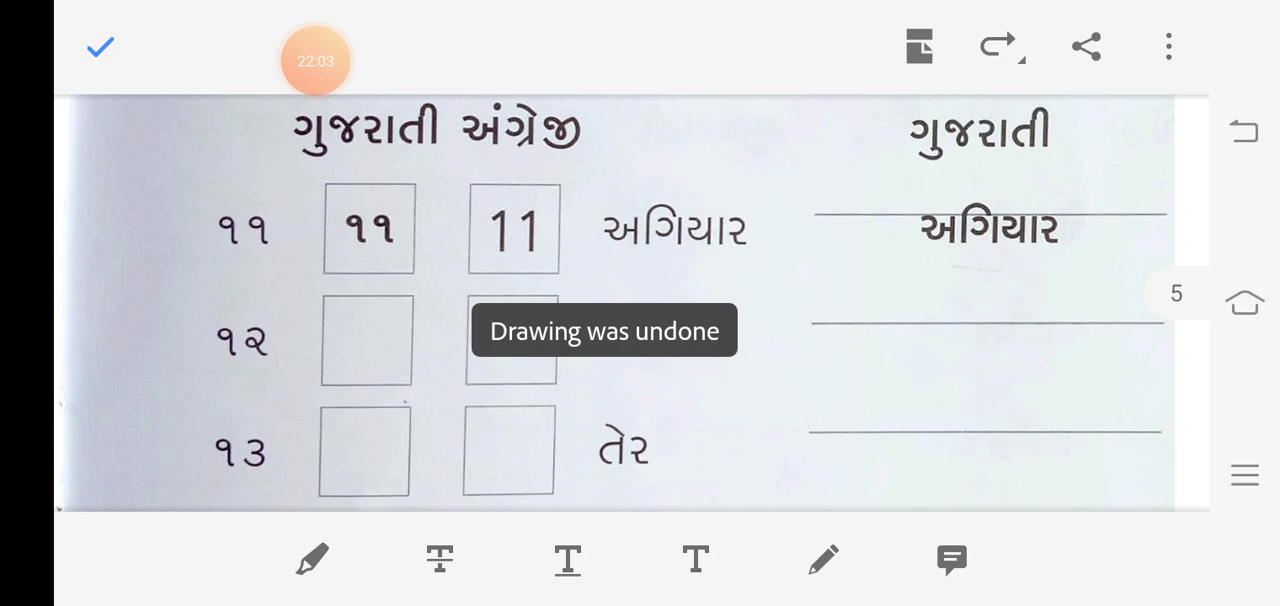 22:03
ગુજરાતી અંગ્રેજી ગુજરાતી
૧૧ ૧૧ 11 અગિયાર અગિયાર
5
૧૨ Drawing was undone
૧૩ તેર